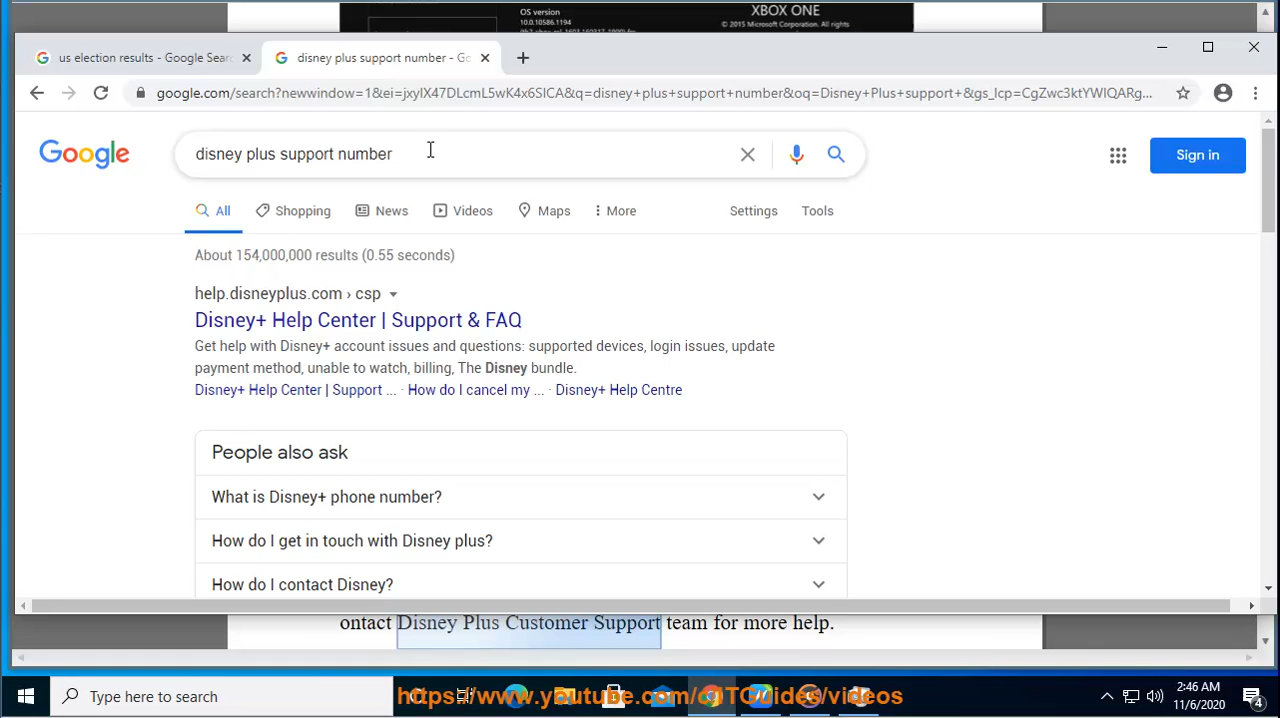 OS version
10.0.10586.1194
XBOX ONE
© 2015 Microsoft Corporation. All rights
us election results - Google Sear
disney plus support number - Go
google.com/search?newwindow=1&ei=jxyIX47DLcmL5wK4x6SICA&q=disney+plus+support+number&oq=Disney+Plus+support+&gs_lcp=CgZwc3ktYWIQARg...
Google
disney plus support number
Sign in
All
Shopping
News
Videos
Maps
More
Settings
Tools
About 154,000,000 results (0.55 seconds)
help.disneyplus.com › csp
Disney+ Help Center | Support & FAQ
Get help with Disney+ account issues and questions: supported devices, login issues, update
payment method, unable to watch, billing, The Disney bundle.
Disney+ Help Center | Support ... · How do I cancel my ... · Disney+ Help Centre
People also ask
What is Disney+ phone number?
How do I get in touch with Disney plus?
How do I contact Disney?
ontact Disney Plus Customer Support team for more help.
Type here to search
2:46 AM
11/6/2020
4